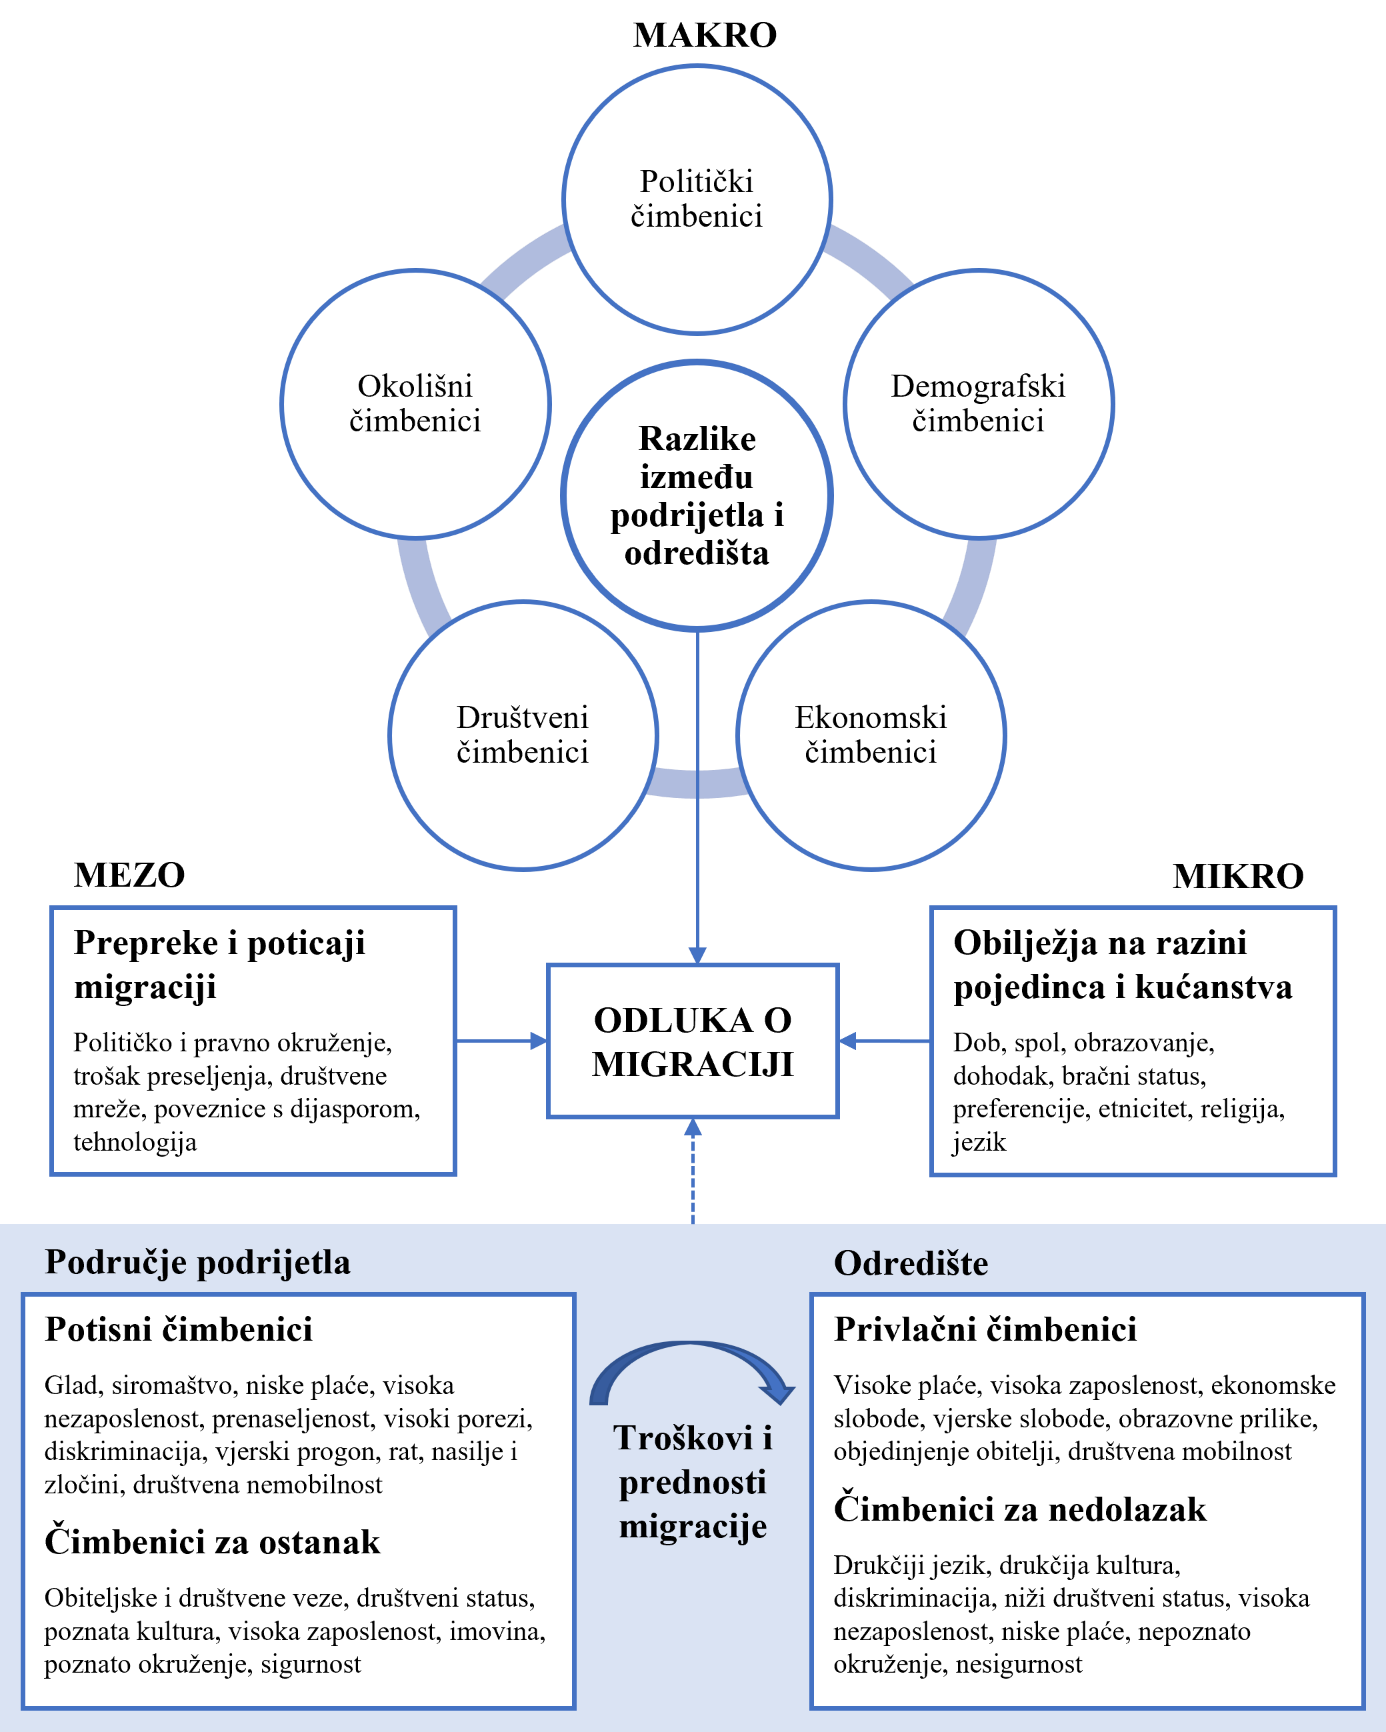 MAKRO
Politički
čimbenici
Okolišni
čimbenici
Demografski
čimbenici
Razlike
između
podrijetla i
odredišta
Društveni
čimbenici
Ekonomski
čimbenici
MEZO
Prepreke i poticaji
migraciji
Političko i pravno okruženje,
trošak preseljenja, društvene
mreže, poveznice s dijasporom,
tehnologija
ODLUKA O
MIGRACIJI
MIKRO
Obilježja na razini
pojedinca i kućanstva
Dob, spol, obrazovanje,
dohodak, bračni status,
preferencije, etnicitet, religija,
jezik
Područje podrijetla
Potisni čimbenici
Glad, siromaštvo, niske plaće, visoka
nezaposlenost, prenaseljenost, visoki porezi,
diskriminacija, vjerski progon, rat, nasilje i
zločini, društvena nemobilnost
Čimbenici za ostanak
Obiteljske i društvene veze, društveni status,
poznata kultura, visoka zaposlenost, imovina,
poznato okruženje, sigurnost
Troškovi i
prednosti
migracije
Odredište
Privlačni čimbenici
Visoke plaće, visoka zaposlenost, ekonomske
slobode, vjerske slobode, obrazovne prilike,
objedinjenje obitelji, društvena mobilnost
Čimbenici za nedolazak
Drukčiji jezik, drukčija kultura,
diskriminacija, niži društveni status, visoka
nezaposlenost, niske plaće, nepoznato
okruženje, nesigurnost